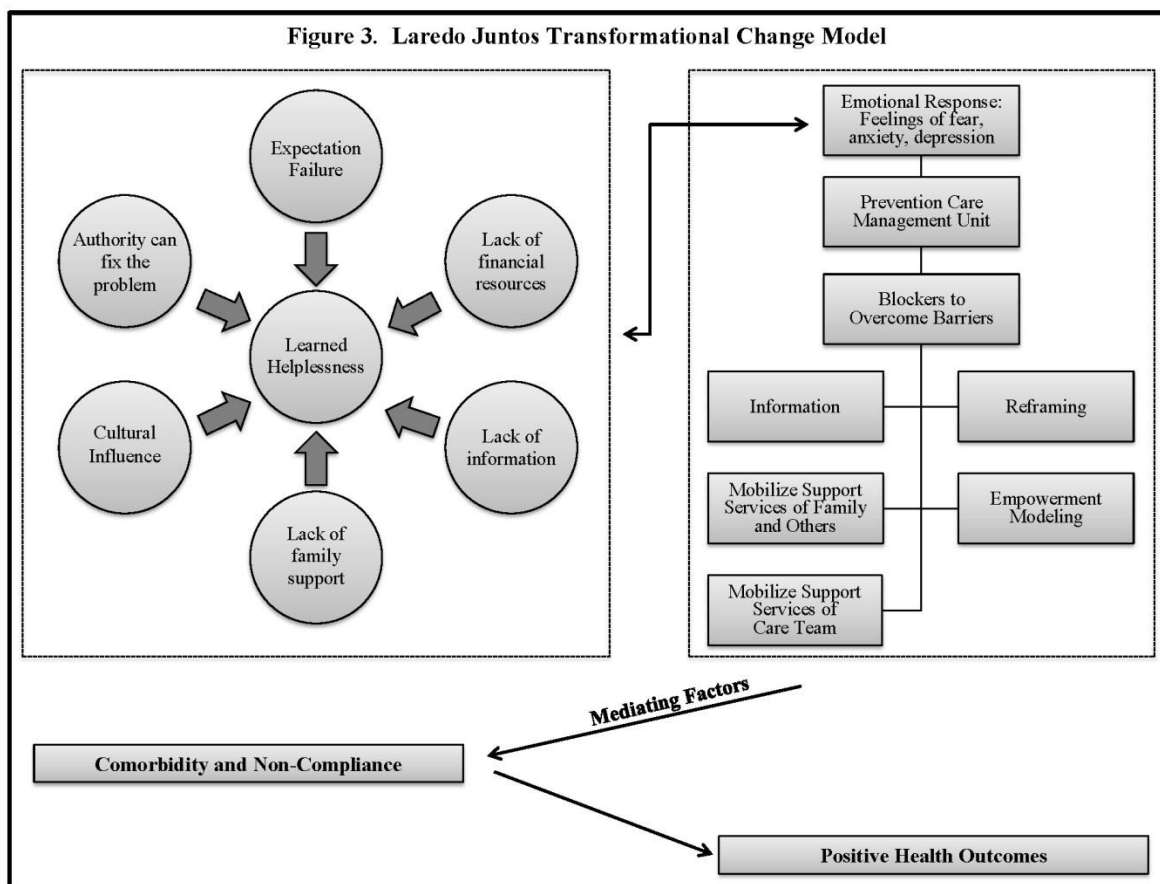 Figure 3. Laredo Juntos Transformational Change Model
Expectation
Failure
Authority can
fix the
problem
Lack of
financial
resources
Learned
Helplessness
Cultural
Influence
Lack of
information
Lack of
family
support
Emotional Response:
Feelings of fear,
anxiety, depression
Prevention Care
Management Unit
Blockers to
Overcome Barriers
Information
Reframing
Mobilize Support
Services of Family
and Others
Empowerment
Modeling
Mobilize Support
Services of
Care Team
Mediating Factors
Comorbidity and Non-Compliance
Positive Health Outcomes